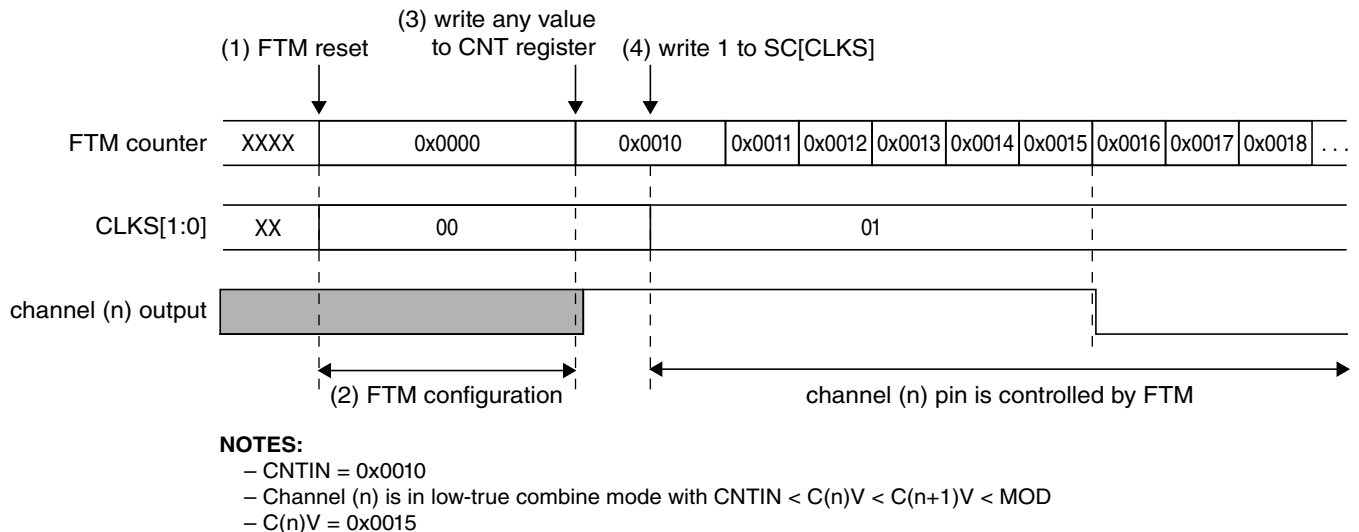 (3) write any value
(1) FTM reset to CNT register (4) write 1 to SC[CLKS]
FTM counter XXXX 0x0000 0x0010 0x0011 0x0012 0x0013 0x0014 0x0015 0x0016 0x0017 0x0018 . . .
CLKS[1:0] XX 00 01
channel (n) output
(2) FTM configuration channel (n) pin is controlled by FTM
NOTES:
– CNTIN = 0x0010
– Channel (n) is in low-true combine mode with CNTIN < C(n)V < C(n+1)V < MOD
– C(n)V = 0x0015